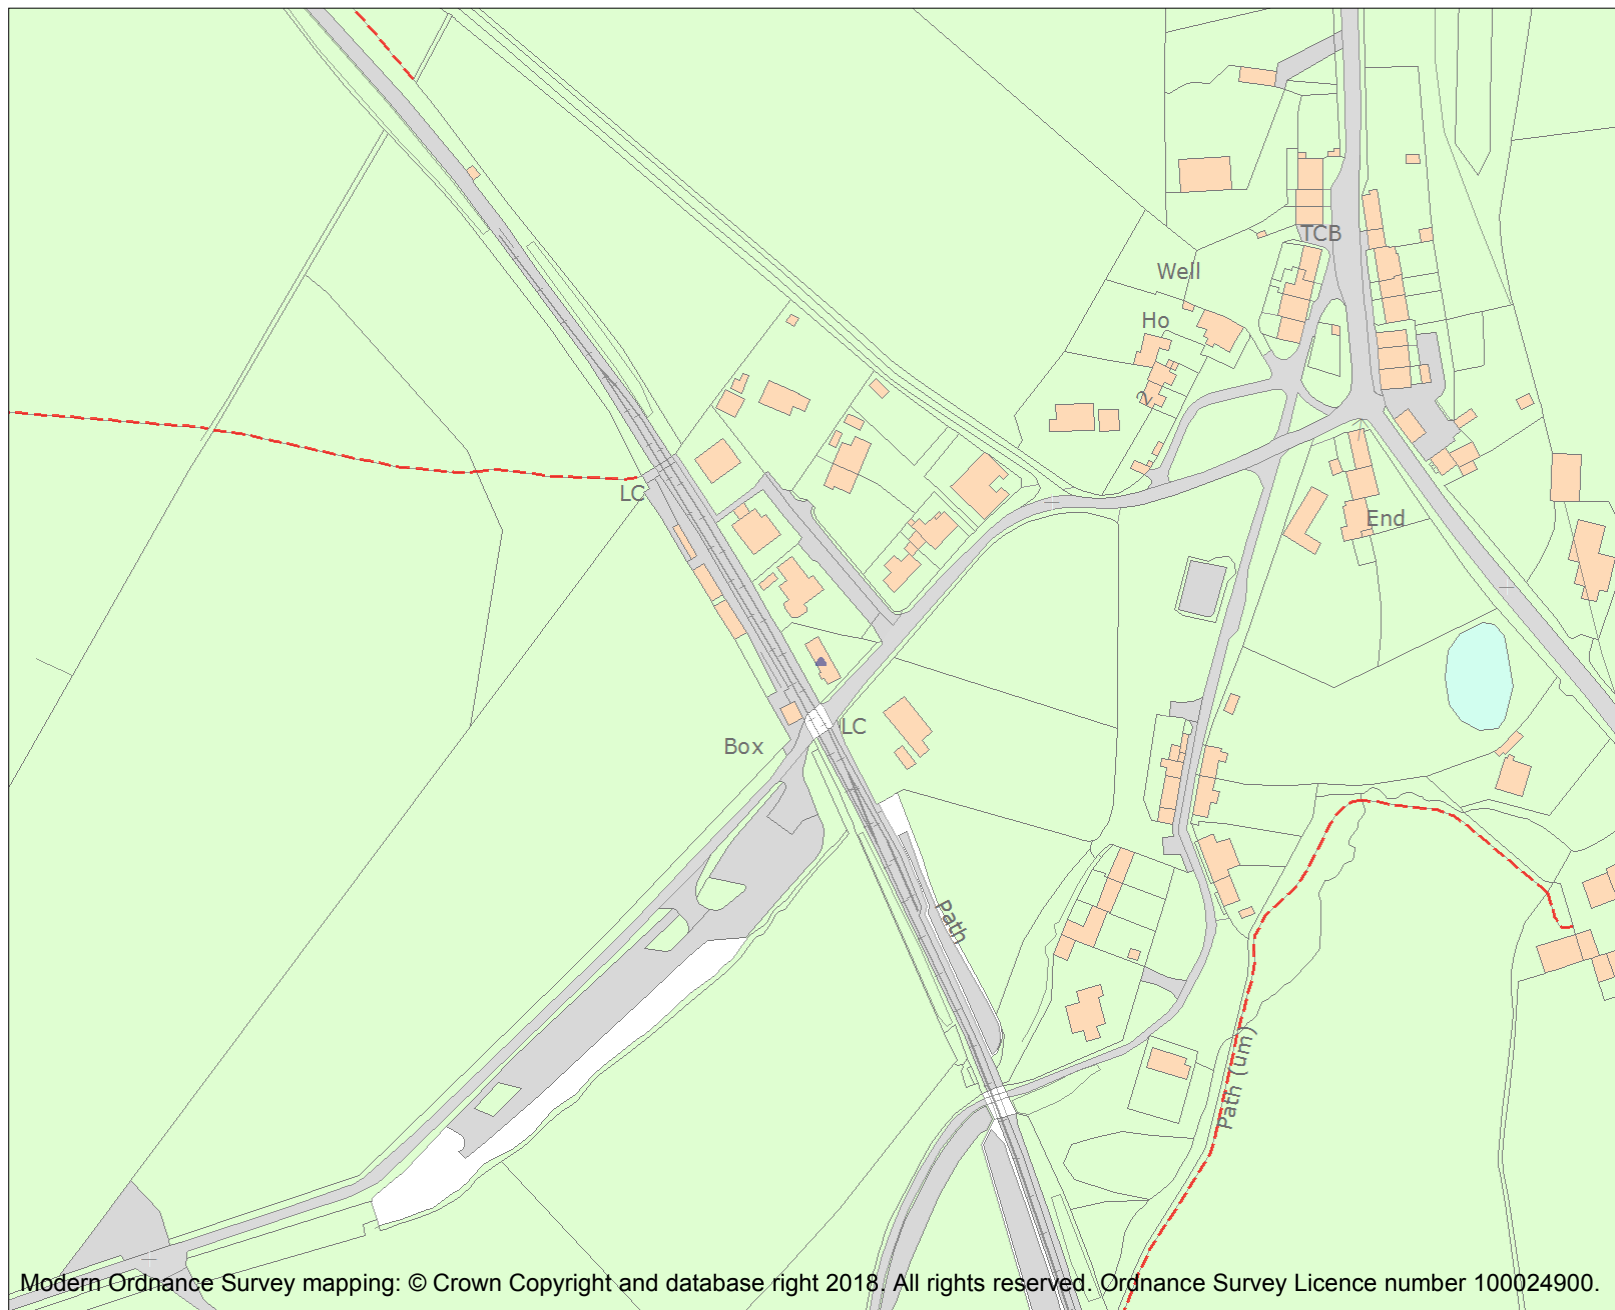 TCB
Well
Ho
2
LC
End
LC
Box
Path
Path (um)
Modern Ordnance Survey mapping: © Crown Copyright and database right 2018. All rights reserved. Ordnance Survey Licence number 100024900.